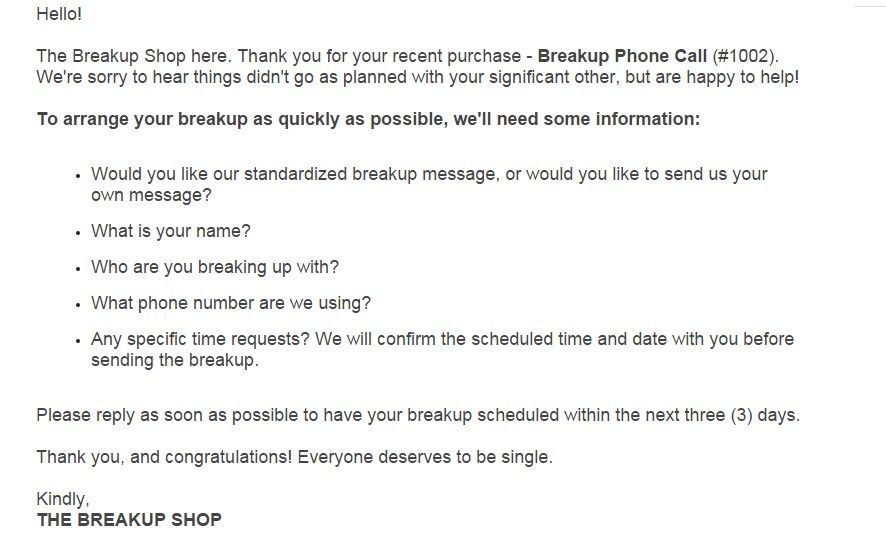 Hello!
The Breakup Shop here. Thank you for your recent purchase - Breakup Phone Call (#1002).
We're sorry to hear things didn't go as planned with your significant other, but are happy to help!
To arrange your breakup as quickly as possible, we'll need some information:
• Would you like our standardized breakup message, or would you like to send us your
own message?
• What is your name?
• Who are you breaking up with?
• What phone number are we using?
• Any specific time requests? We will confirm the scheduled time and date with you before
sending the breakup.
Please reply as soon as possible to have your breakup scheduled within the next three (3) days.
Thank you, and congratulations! Everyone deserves to be single.
Kindly,
THE BREAKUP SHOP